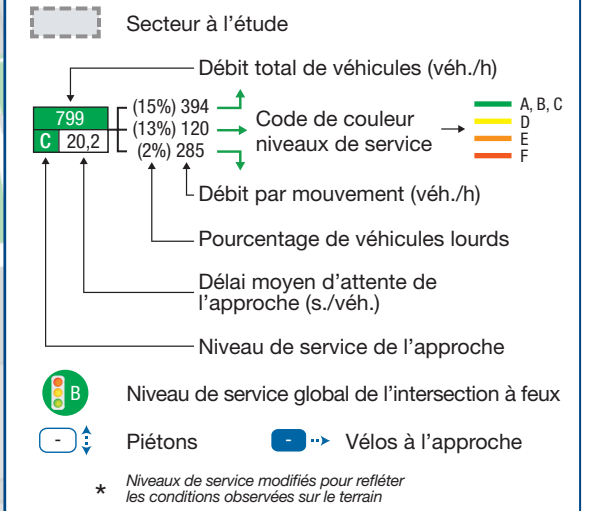 Secteur à l'étude
Débit total de véhicules (véh./h)
799
C 20,2
(15%) 394
(13%) 120
(2%) 285
Code de couleur
niveaux de service
A, B, C
D
E
F
Débit par mouvement (véh./h)
Pourcentage de véhicules lourds
Délai moyen d'attente de
l'approche (s./véh.)
Niveau de service de l'approche
B Niveau de service global de l'intersection à feux
- Piétons
- Vélos à l'approche
* Niveaux de service modifiés pour refléter
les conditions observées sur le terrain